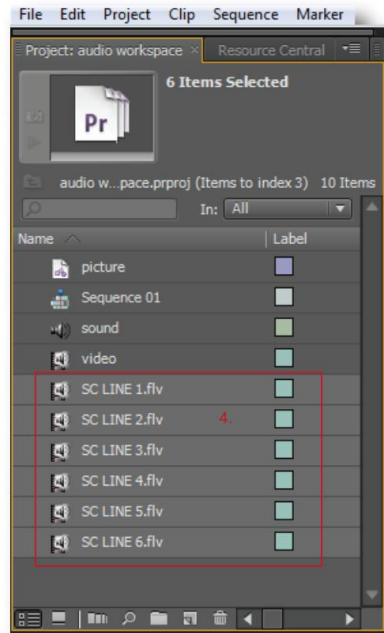 File Edit Project Clip Sequence Marker
Project: audio workspace × Resource Central
6 Items Selected
Pr
audio w...pace.prproj (Items to index 3) 10 Items
In: All
Name Label
picture
Sequence 01
sound
video
SC LINE 1.flv
SC LINE 2.flv 4.
SC LINE 3.flv
SC LINE 4.flv
SC LINE 5.flv
SC LINE 6.flv